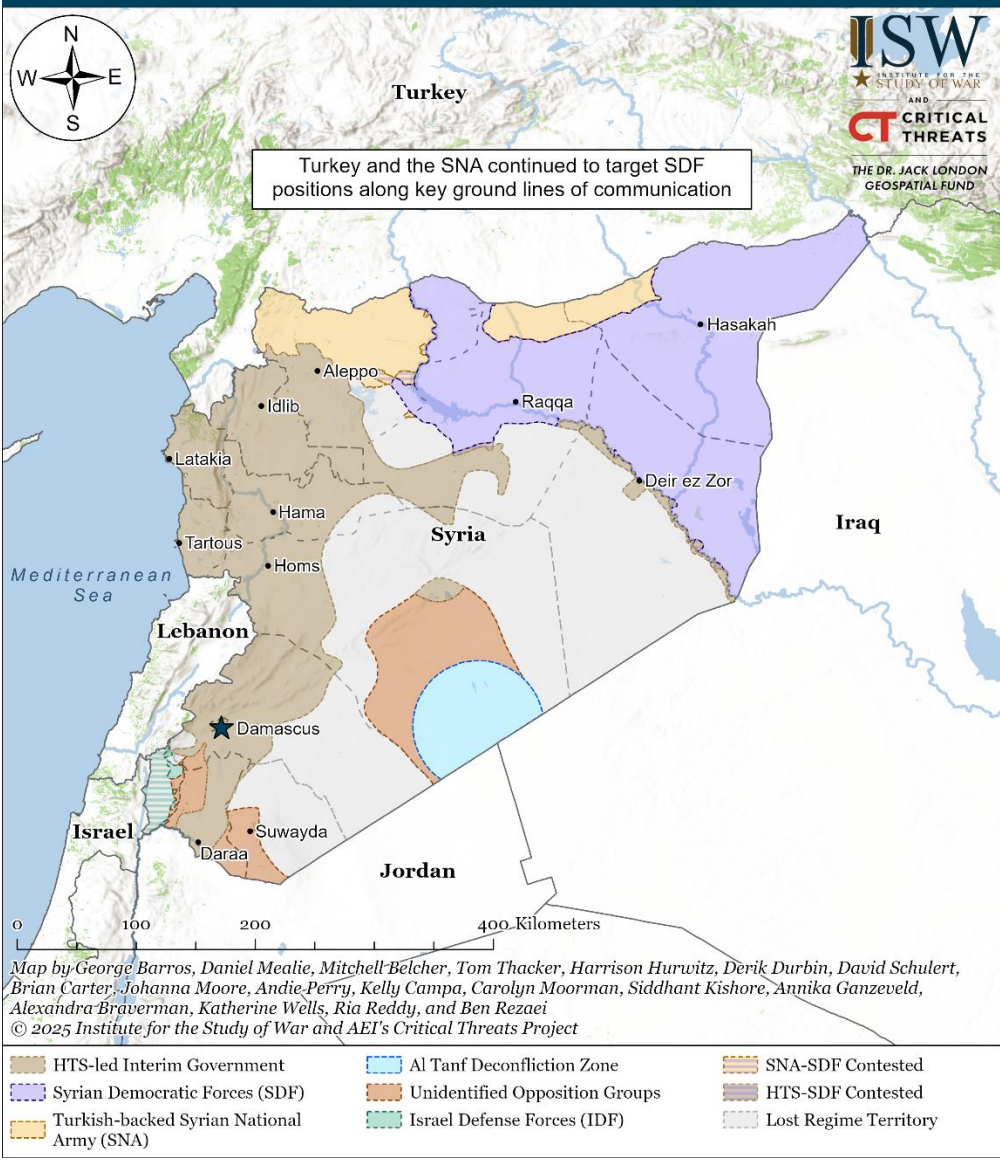 N
W
E
S
ISW
INSTITUTE FOR THE
STUDY OF WAR
AND
CT CRITICAL
THREATS
THE DR. JACK LONDON
GEOSPATIAL FUND
Turkey
Turkey and the SNA continued to target SDF
positions along key ground lines of communication
Hasakah
Aleppo
Idlib
Raqqa
Latakia
Deir ez Zor
Hama
Syria
Iraq
Tartous
Homs
Mediterranean
Sea
Lebanon
Damascus
Israel
Suwayda
Daraa
Jordan
0 100 200 400 Kilometers
Map by George Barros, Daniel Mealie, Mitchell Belcher, Tom Thacker, Harrison Hurwitz, Derik Durbin, David Schulert,
Brian Carter, Johanna Moore, Andie Perry, Kelly Campa, Carolyn Moorman, Siddhant Kishore, Annika Ganzeveld,
Alexandra Braverman, Katherine Wells, Ria Reddy, and Ben Rezaei
© 2025 Institute for the Study of War and AEI's Critical Threats Project
HTS-led Interim Government
Syrian Democratic Forces (SDF)
Turkish-backed Syrian National
Army (SNA)
Al Tanf Deconfliction Zone
Unidentified Opposition Groups
Israel Defense Forces (IDF)
SNA-SDF Contested
HTS-SDF Contested
Lost Regime Territory